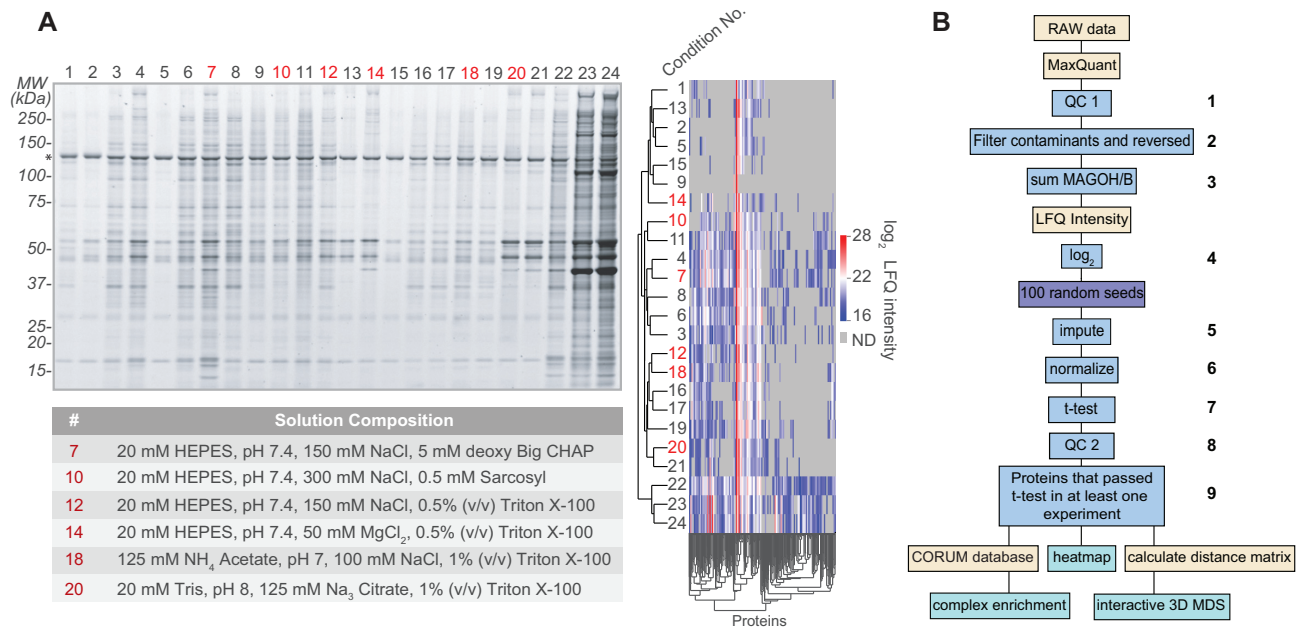 A
1 2 3 4 5 6 7 8 9 10 11 12 13 14 15 16 17 18 19 20 21 22 23 24
MW
(kDa)
250-
150-
*
100-
75-
50-
37-
25-
20-
15-
# Solution Composition
7 20 mM HEPES, pH 7.4, 150 mM NaCl, 5 mM deoxy Big CHAP
10 20 mM HEPES, pH 7.4, 300 mM NaCl, 0.5 mM Sarcosyl
12 20 mM HEPES, pH 7.4, 150 mM NaCl, 0.5% (v/v) Triton X-100
14 20 mM HEPES, pH 7.4, 50 mM MgCl₂, 0.5% (v/v) Triton X-100
18 125 mM NH₄ Acetate, pH 7, 100 mM NaCl, 1% (v/v) Triton X-100
20 20 mM Tris, pH 8, 125 mM Na₃ Citrate, 1% (v/v) Triton X-100
Condition No.
1
13
2
5
15
9
14
10
11
4
7
8
6
3
12
18
16
17
19
20
21
22
23
24
28
22
16
ND
log₂ LFQ intensity
Proteins
B
RAW data
MaxQuant
QC 1 1
Filter contaminants and reversed 2
sum MAGOH/B 3
LFQ Intensity
log₂ 4
100 random seeds
impute 5
normalize 6
t-test 7
QC 2 8
Proteins that passed
t-test in at least one 9
experiment
CORUM database heatmap calculate distance matrix
complex enrichment interactive 3D MDS